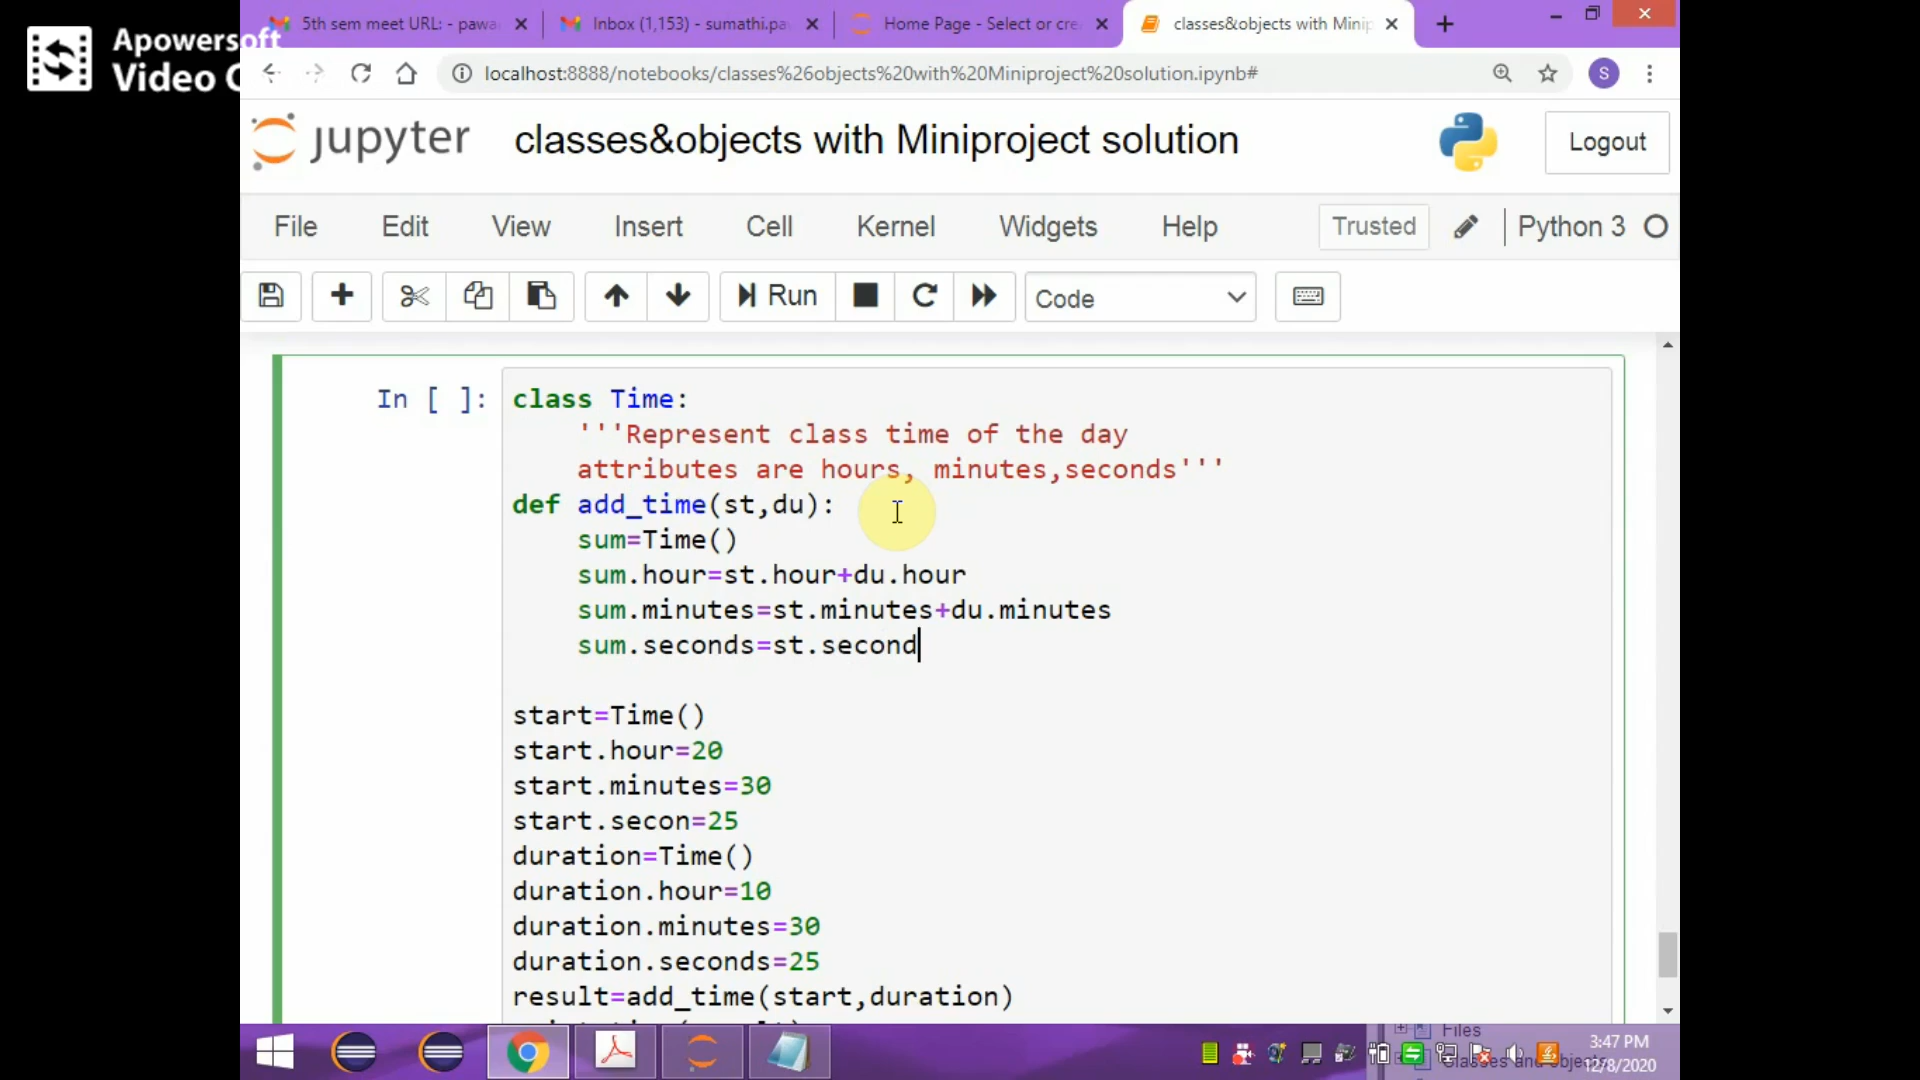 Apowersoft
Video C
5th sem meet URL: - pawa
Inbox (1,153) - sumathi.pa
Home Page - Select or cre
classes&objects with Minip
localhost:8888/notebooks/classes%26objects%20with%20Miniproject%20solution.ipynb#
S
jupyter
classes&objects with Miniproject solution
Logout
File Edit View Insert Cell Kernel Widgets Help Trusted Python 3
Run Code
In [ ]:
class Time:
'''Represent class time of the day
attributes are hours, minutes,seconds'''
def add_time(st,du):
sum=Time()
sum.hour=st.hour+du.hour
sum.minutes=st.minutes+du.minutes
sum.seconds=st.second
start=Time()
start.hour=20
start.minutes=30
start.secon=25
duration=Time()
duration.hour=10
duration.minutes=30
duration.seconds=25
result=add_time(start,duration)
Files
3:47 PM
12/8/2020